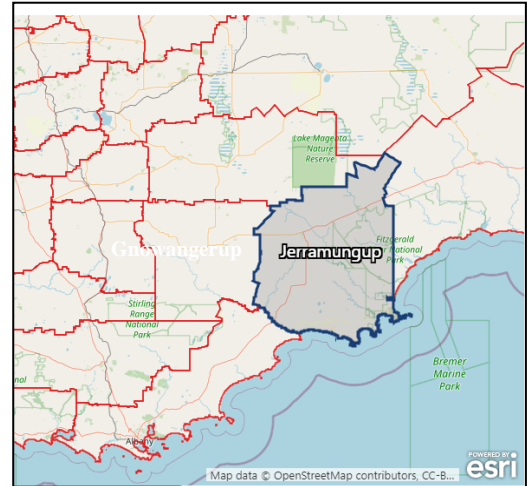 Lake Magenta
Nature
Reserve
Gnowangerup
Jerramungup
Fitzgerald
River National
Park
Stirling
Range
National
Park
nal
Bremer
Marine
Park
Albany
POWERED BY
esri
Map data © OpenStreetMap contributors, CC-B...